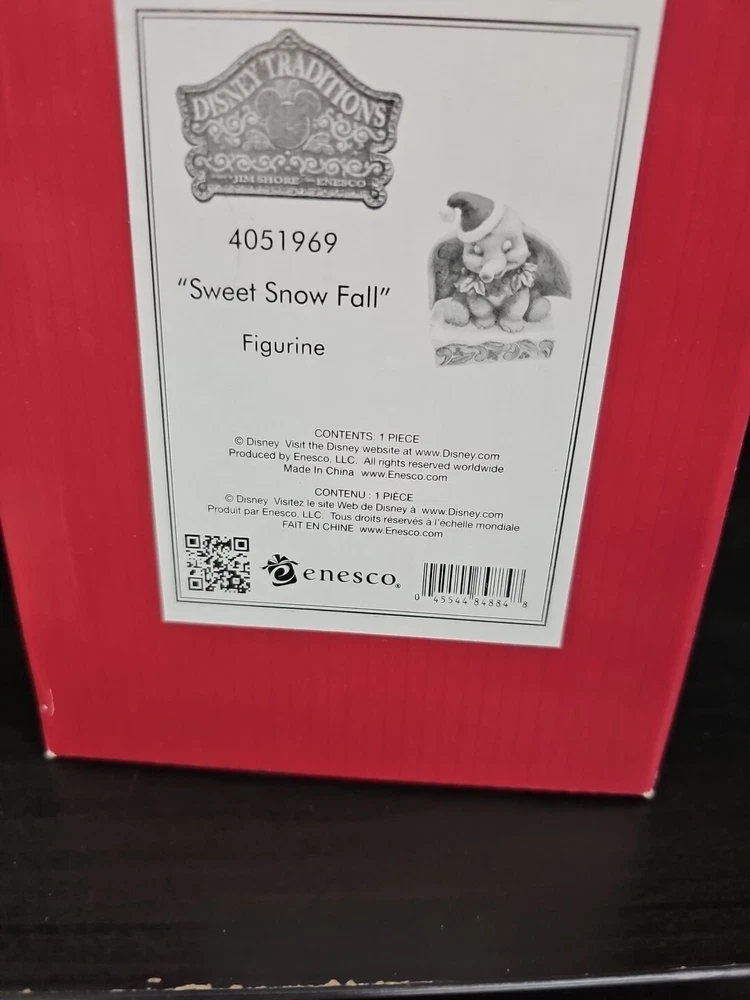 DISNEY TRADITIONS
JIM SHORE ENESCO
4051969
“Sweet Snow Fall”
Figurine
CONTENTS: 1 PIECE
© Disney Visit the Disney website at www.Disney.com
Produced by Enesco, LLC. All rights reserved worldwide
Made In China www.Enesco.com
CONTENU : 1 PIÈCE
© Disney Visitez le site Web de Disney à www.Disney.com
Produit par Enesco, LLC. Tous droits réservés à l'échelle mondiale
FAIT EN CHINE www.Enesco.com
enesco®
0 45544 84884 8